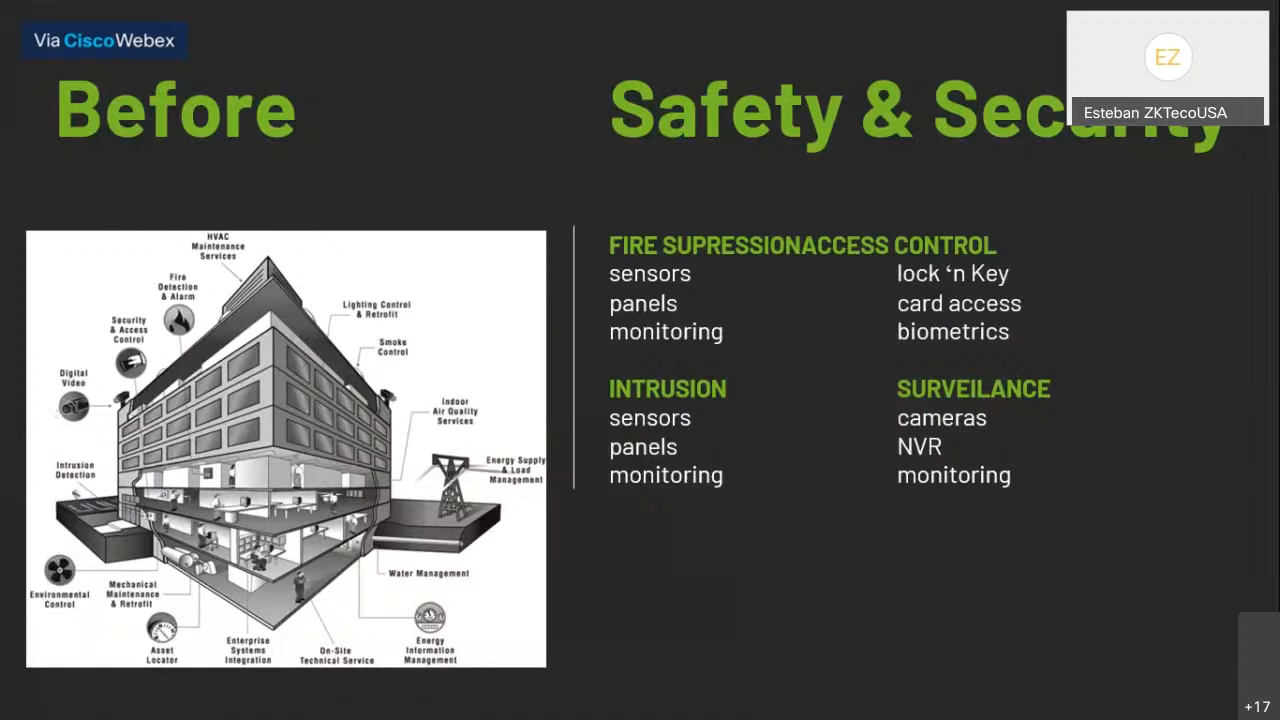 Via CiscoWebex
EZ
Esteban ZKTecoUSA
Before
Safety & Security
HVAC
Maintenance
Services
Fire
Detection
& Alarm
Security
& Access
Control
Digital
Video
Intrusion
Detection
Environmental
Control
Mechanical
Maintenance
& Retrofit
Asset
Locator
Enterprise
Systems
Integration
On-Site
Technical Service
Energy
Information
Management
Water Management
Energy Supply
& Load
Management
Indoor
Air Quality
Services
Smoke
Control
Lighting Control
& Retrofit
FIRE SUPRESSIONACCESS CONTROL
sensors lock ‘n Key
panels card access
monitoring biometrics
INTRUSION SURVEILANCE
sensors cameras
panels NVR
monitoring monitoring
+17